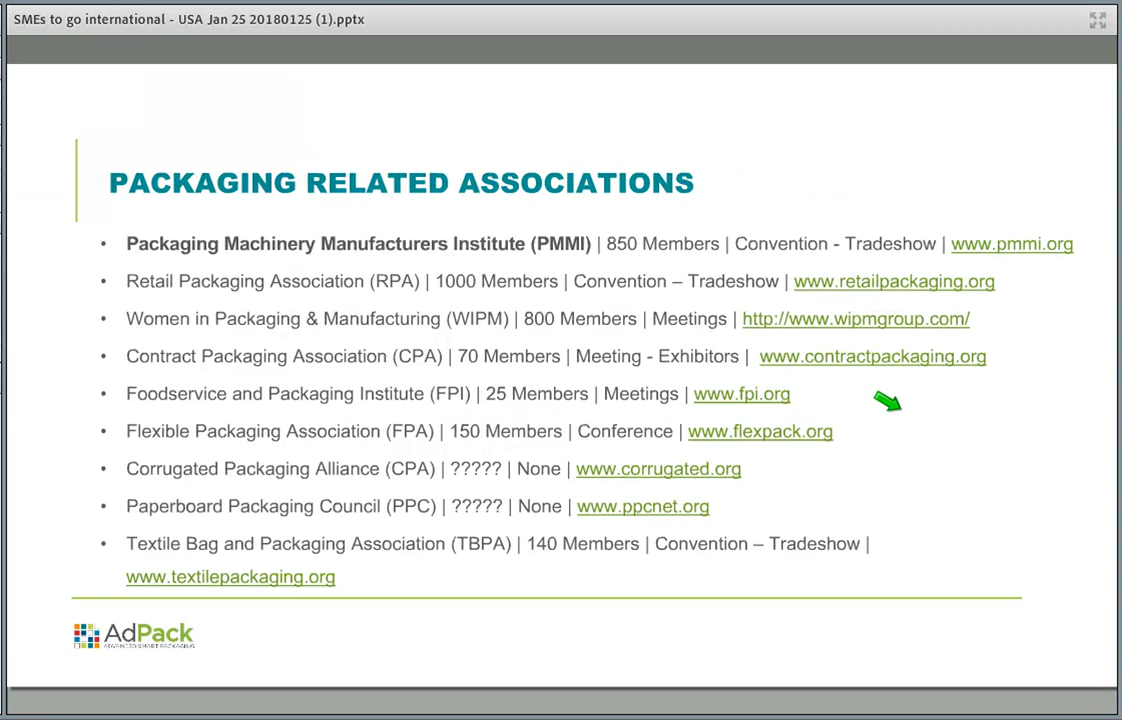 SMEs to go international - USA Jan 25 20180125 (1).pptx
PACKAGING RELATED ASSOCIATIONS
• Packaging Machinery Manufacturers Institute (PMMI) | 850 Members | Convention - Tradeshow | www.pmmi.org
• Retail Packaging Association (RPA) | 1000 Members | Convention – Tradeshow | www.retailpackaging.org
• Women in Packaging & Manufacturing (WIPM) | 800 Members | Meetings | http://www.wipmgroup.com/
• Contract Packaging Association (CPA) | 70 Members | Meeting - Exhibitors | www.contractpackaging.org
• Foodservice and Packaging Institute (FPI) | 25 Members | Meetings | www.fpi.org
• Flexible Packaging Association (FPA) | 150 Members | Conference | www.flexpack.org
• Corrugated Packaging Alliance (CPA) | ????? | None | www.corrugated.org
• Paperboard Packaging Council (PPC) | ????? | None | www.ppcnet.org
• Textile Bag and Packaging Association (TBPA) | 140 Members | Convention – Tradeshow |
www.textilepackaging.org
AdPack
ADVANCED SMART PACKAGING